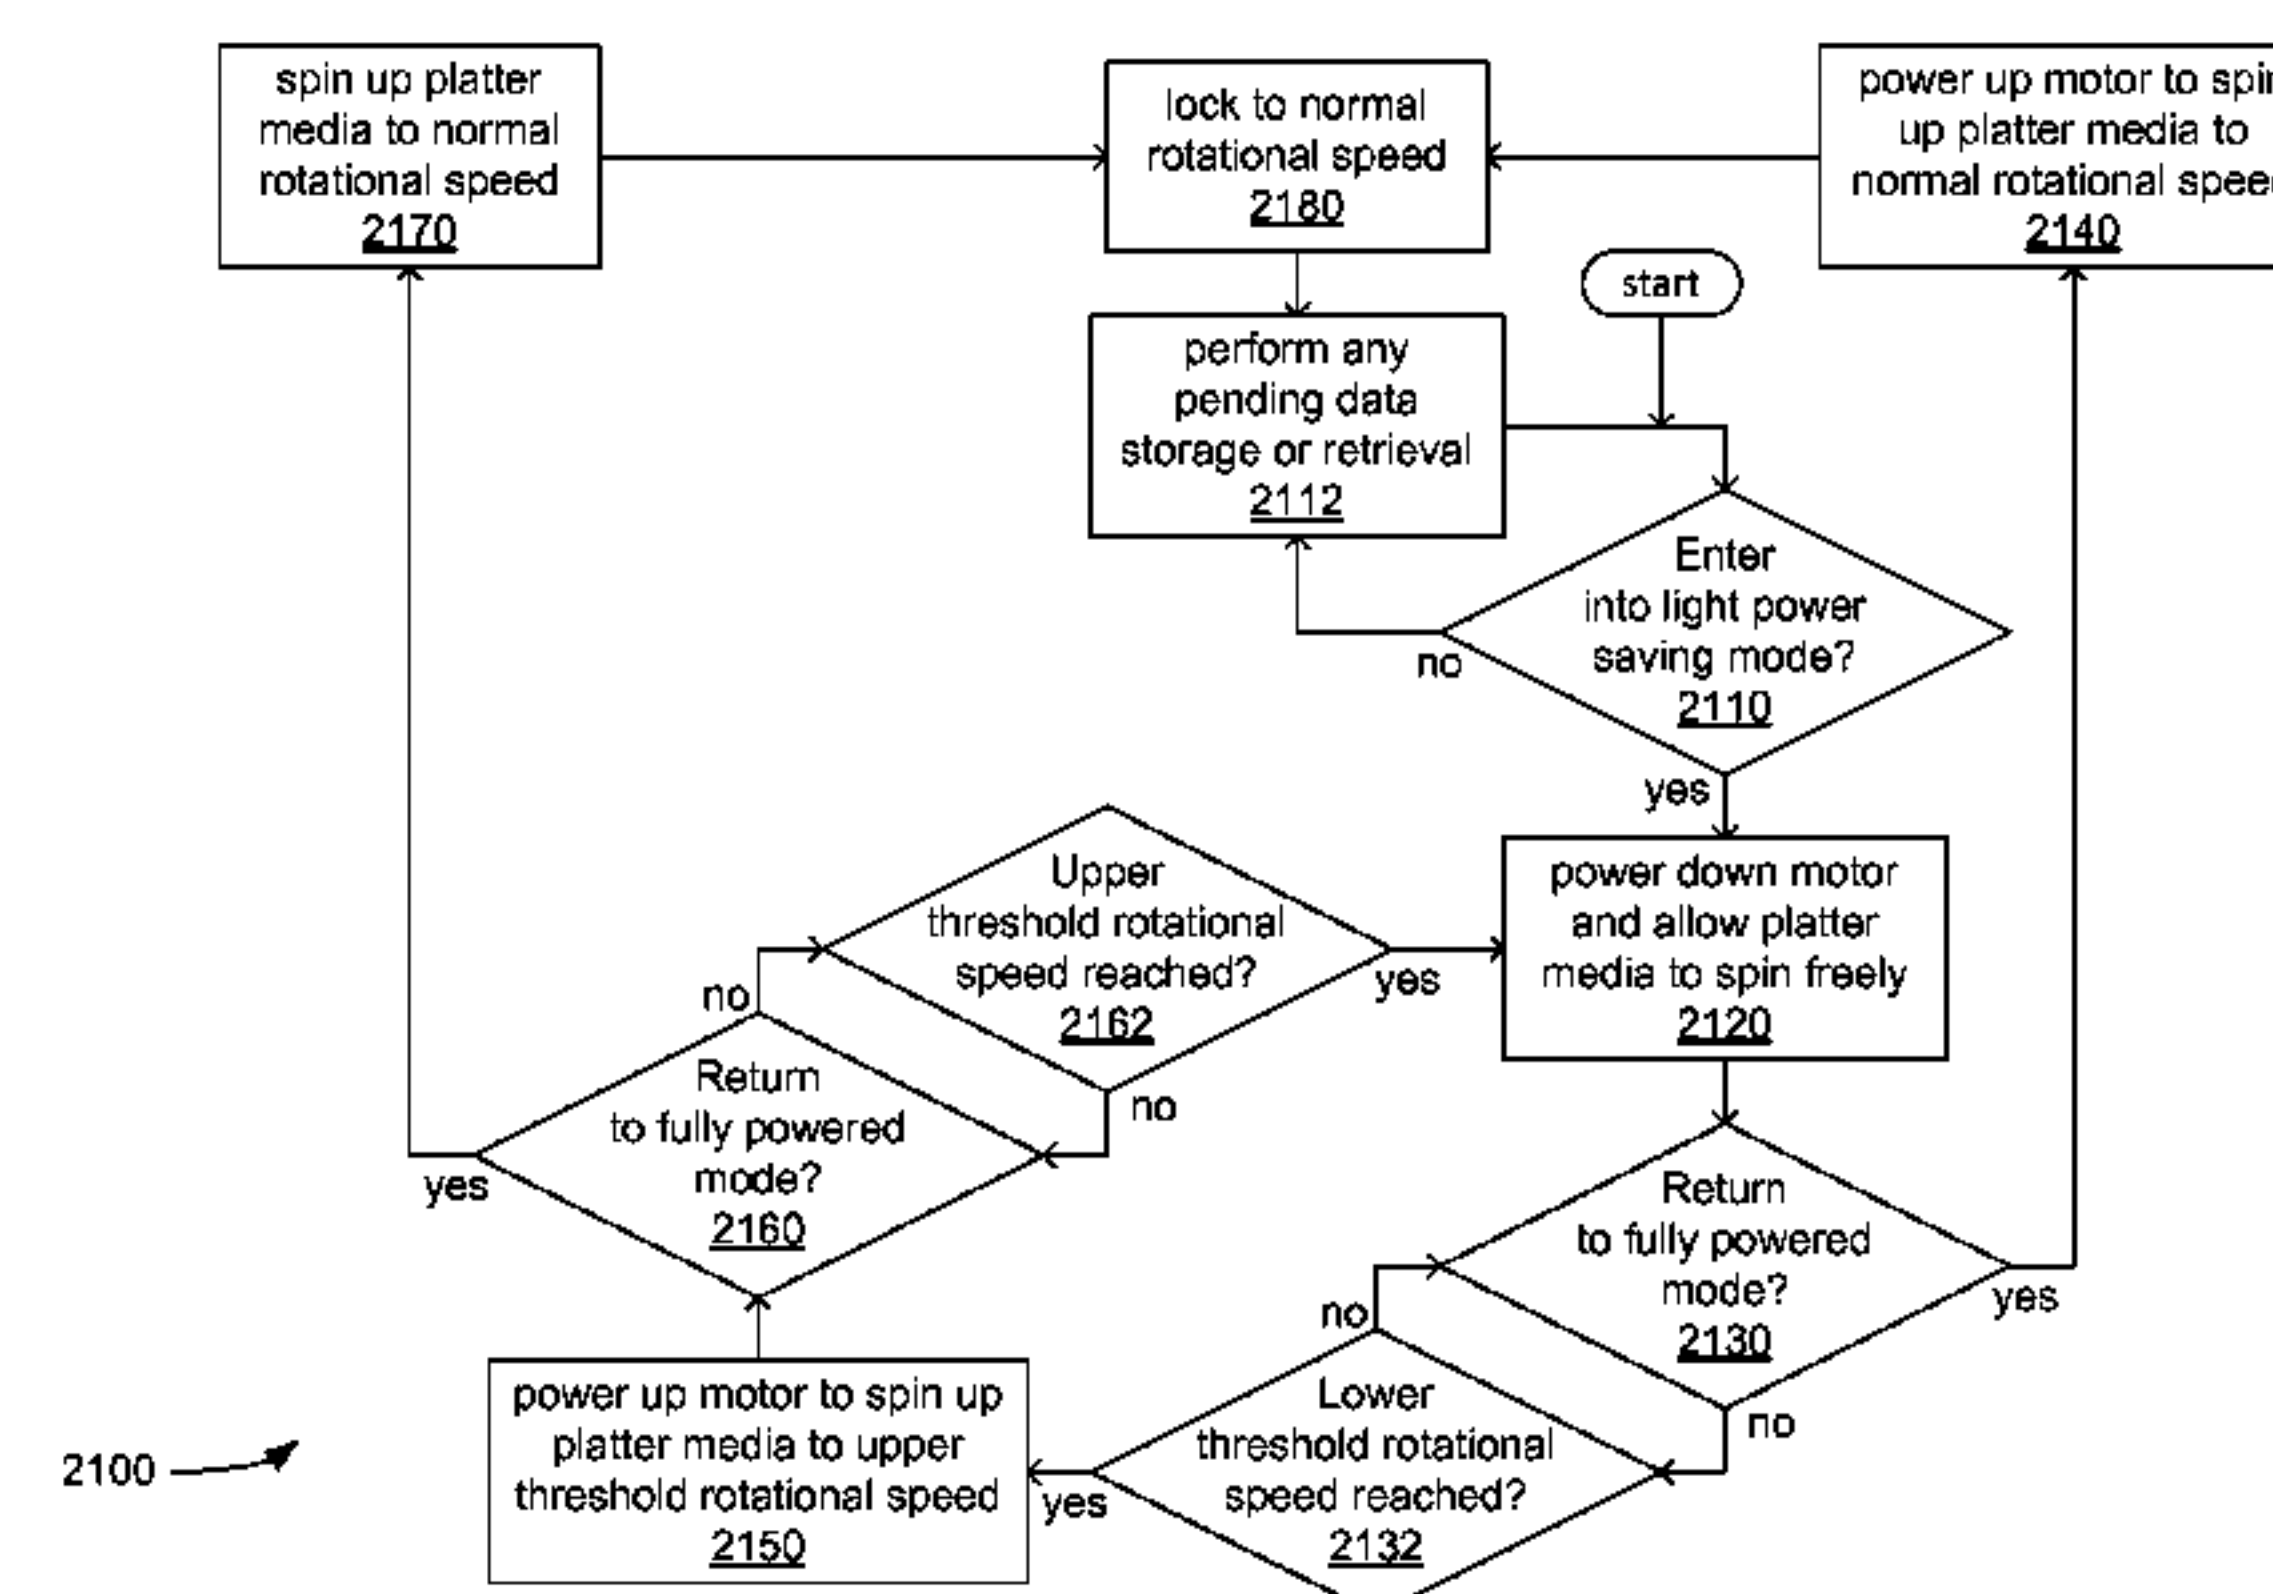 spin up platter
media to normal
rotational speed
2170
lock to normal
rotational speed
2180
power up motor to spin
up platter media to
normal rotational speed
2140
start
perform any
pending data
storage or retrieval
2112
Enter
into light power
saving mode?
2110
no
yes
Upper
threshold rotational
speed reached?
2162
yes
no
power down motor
and allow platter
media to spin freely
2120
no
Return
to fully powered
mode?
2160
yes
Return
to fully powered
mode?
2130
yes
no
no
Lower
threshold rotational
speed reached?
2132
yes
power up motor to spin up
platter media to upper
threshold rotational speed
2150
2100